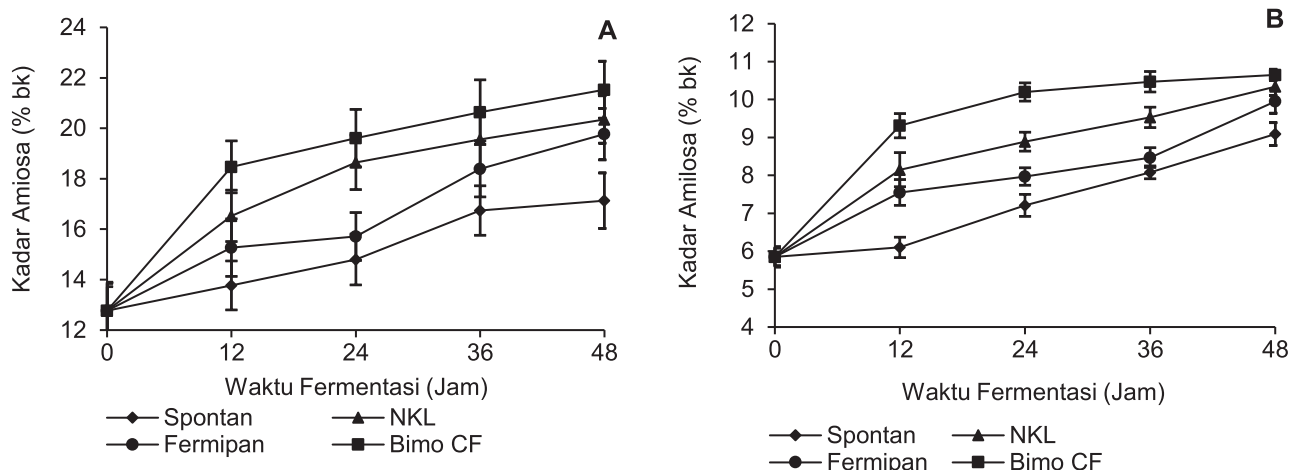 A
Kadar Amiosa (% bk)
24
22
20
18
16
14
12
0 12 24 36 48
Waktu Fermentasi (Jam)
Spontan NKL
Fermipan Bimo CF
B
Kadar Amilosa (% bk)
12
11
10
9
8
7
6
5
4
0 12 24 36 48
Waktu Fermentasi (Jam)
Spontan NKL
Fermipan Bimo CF